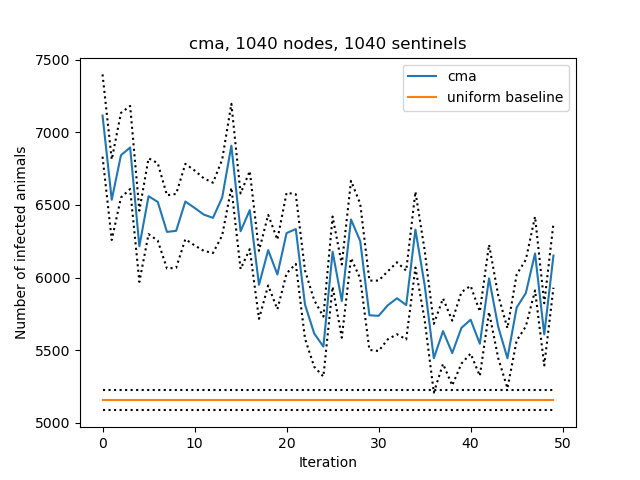 cma, 1040 nodes, 1040 sentinels
cma
uniform baseline
Number of infected animals
7500
7000
6500
6000
5500
5000
0 10 20 30 40 50
Iteration